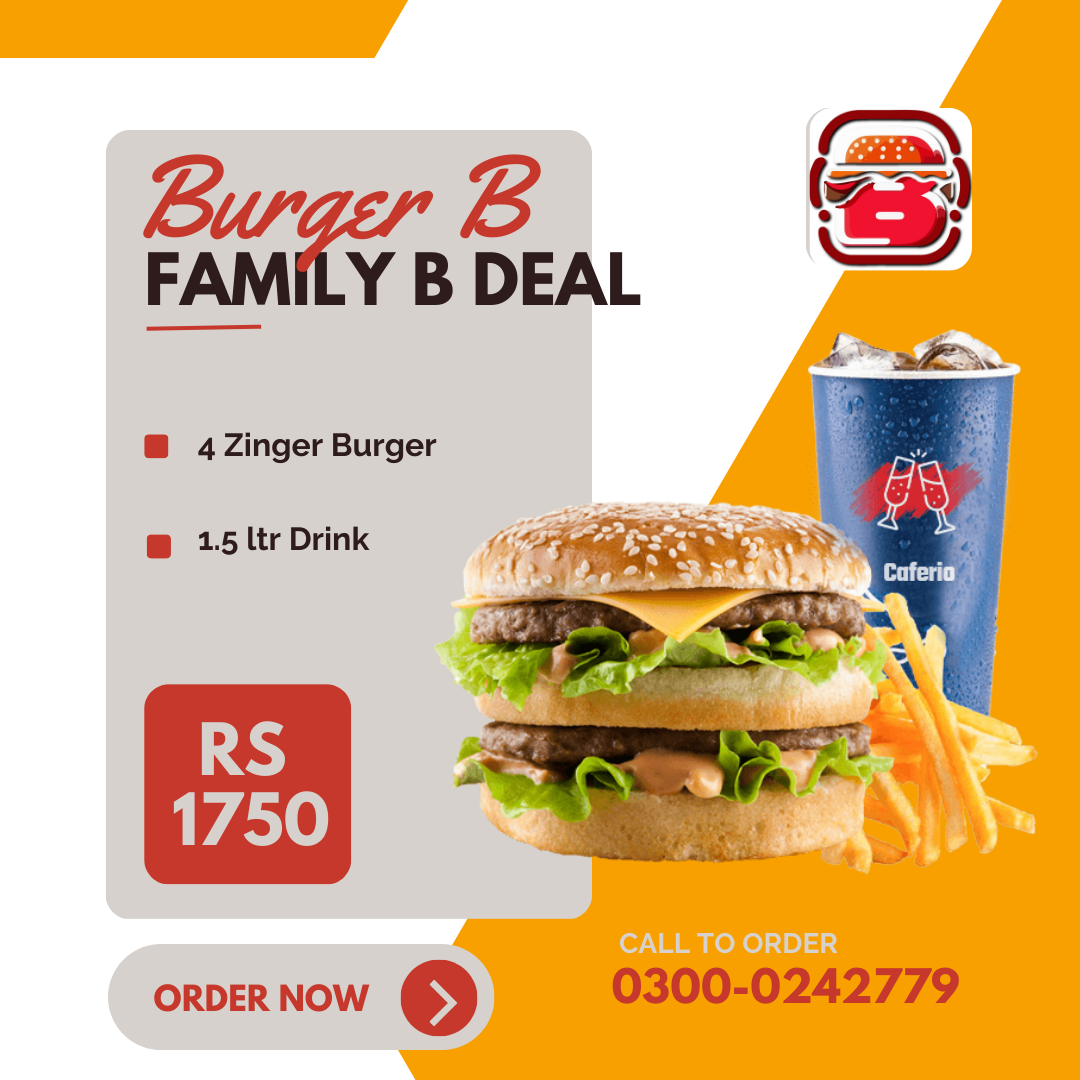 Burger B
FAMILY B DEAL
4 Zinger Burger
1.5 ltr Drink
RS
1750
Caferio
ORDER NOW
CALL TO ORDER
0300-0242779